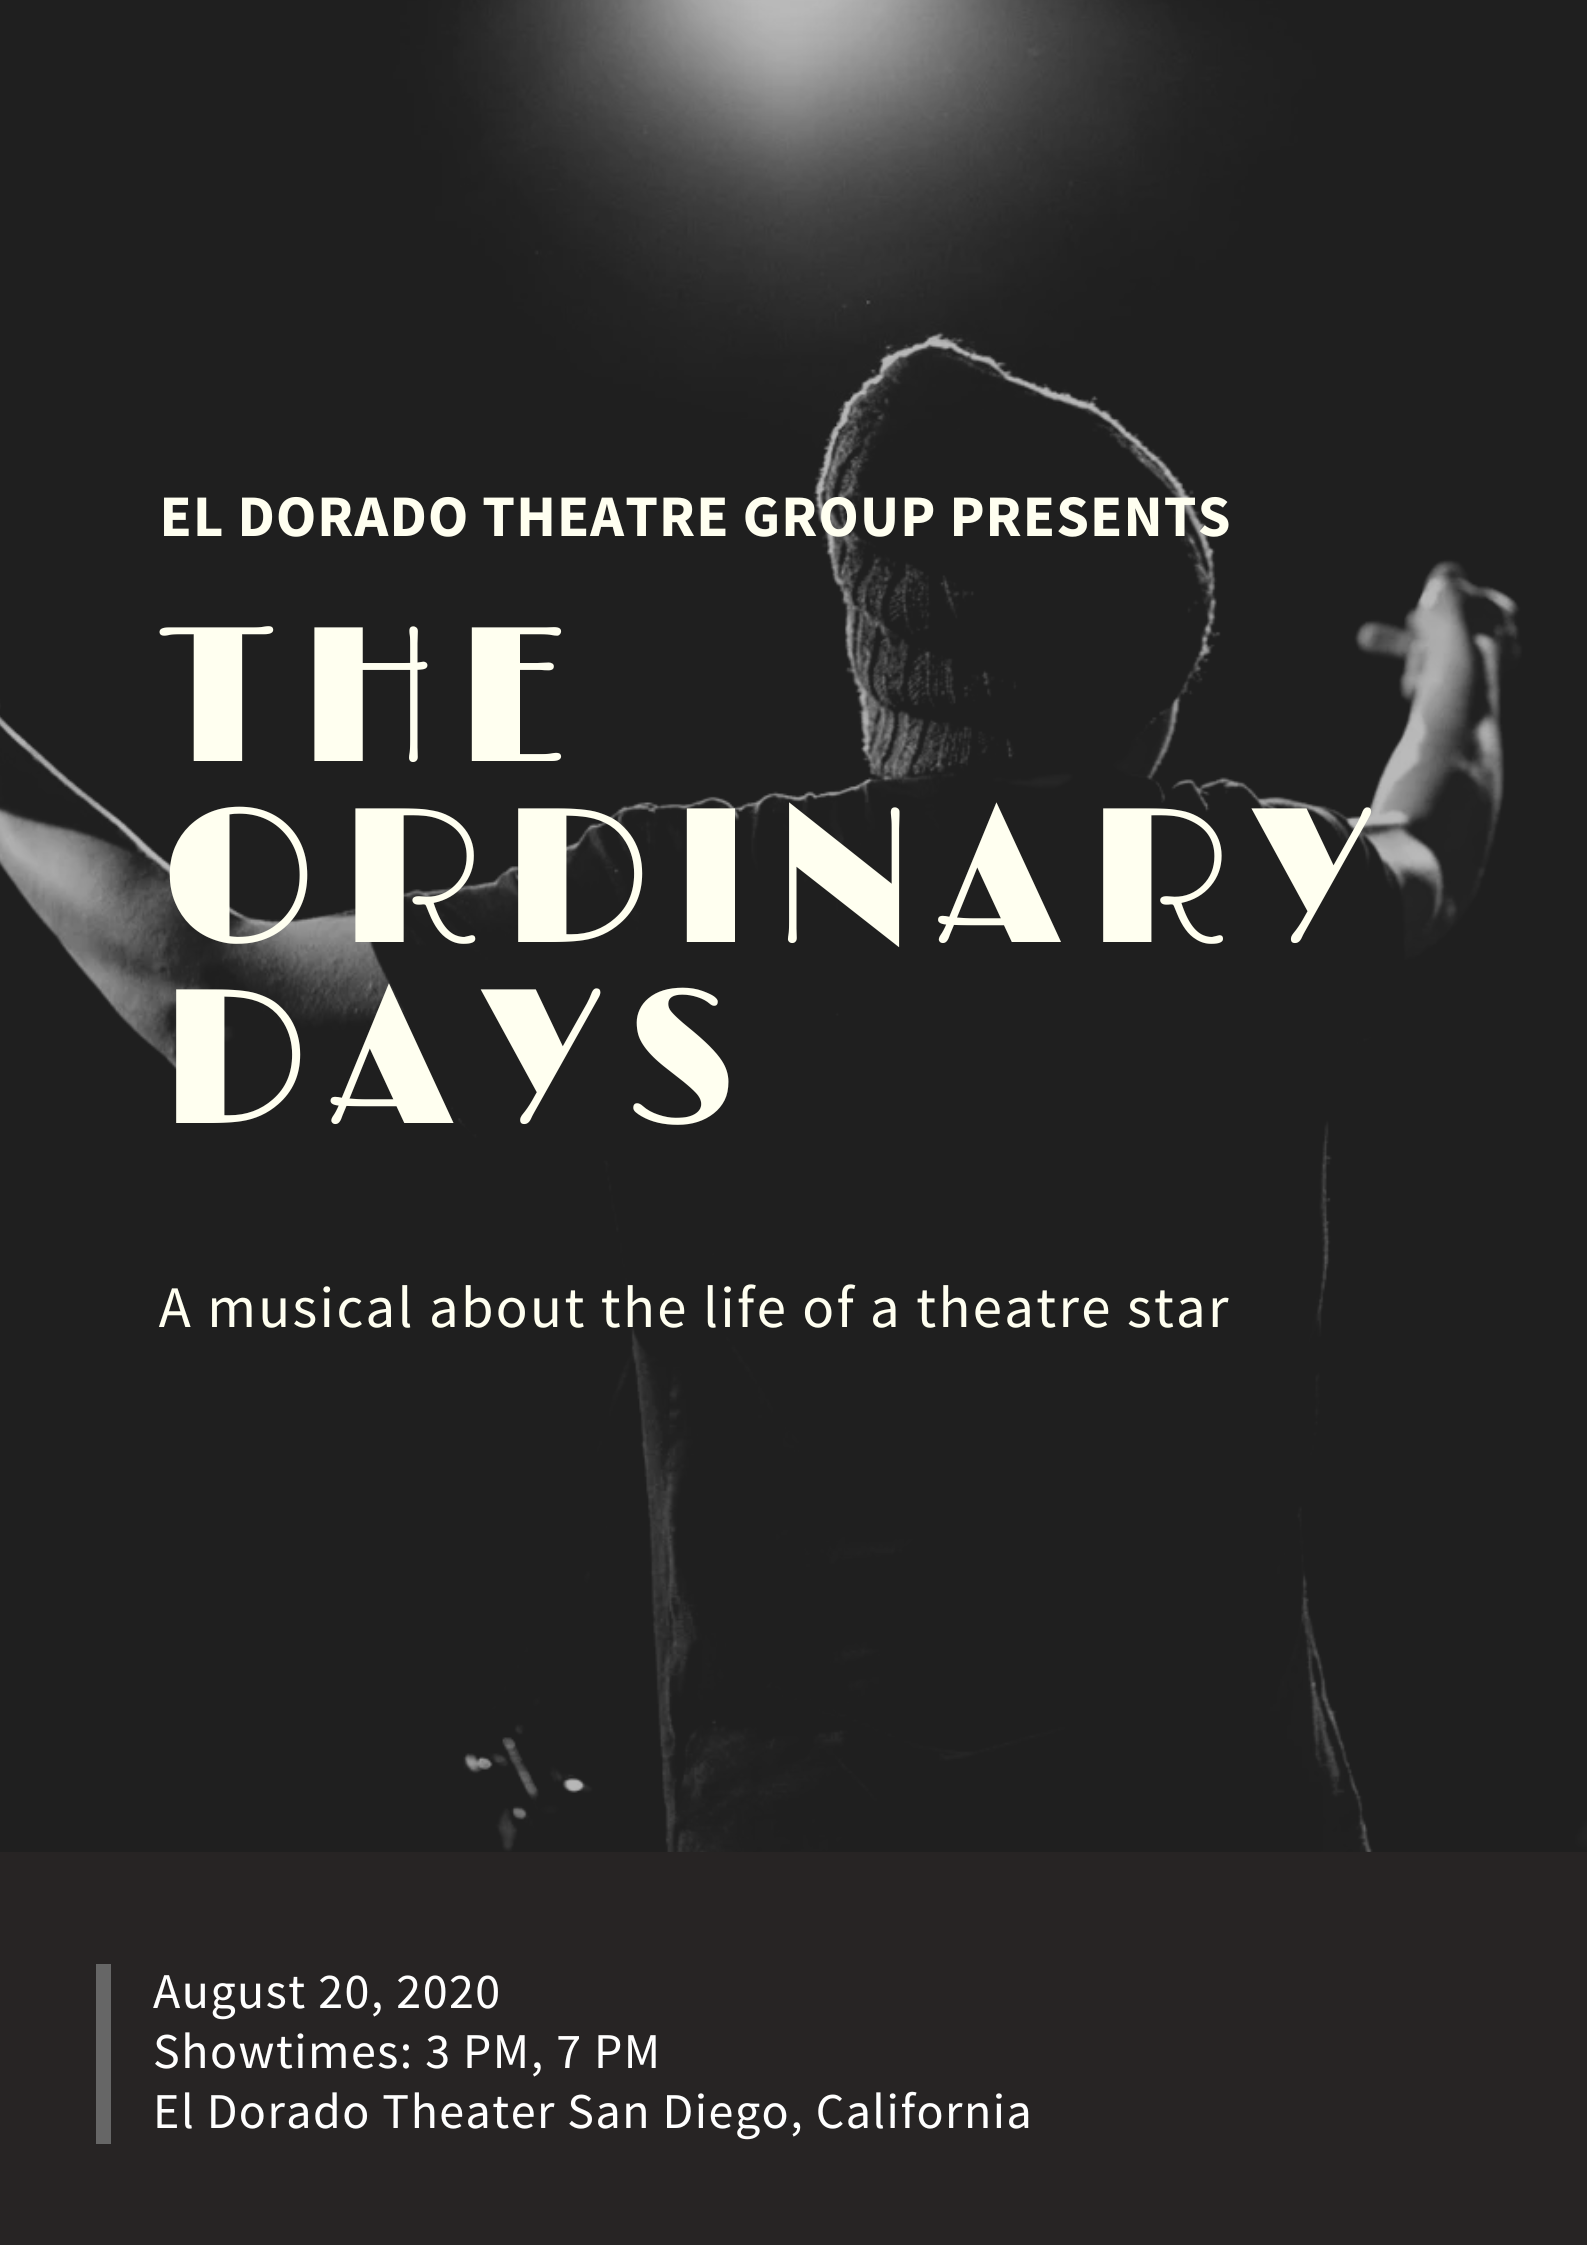 EL DORADO THEATRE GROUP PRESENTS
THE
ORDINARY
DAYS
A musical about the life of a theatre star
August 20, 2020
Showtimes: 3 PM, 7 PM
El Dorado Theater San Diego, California